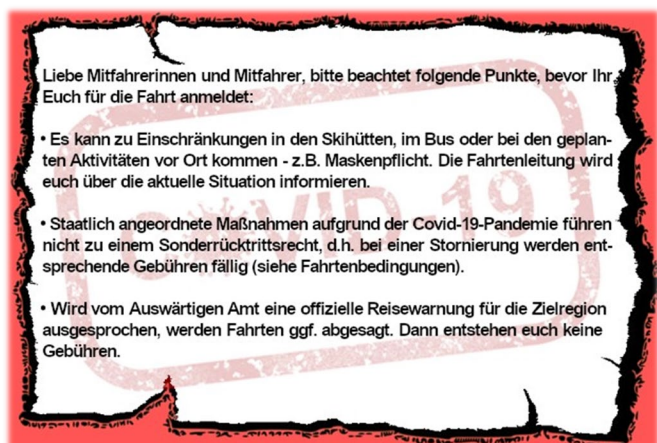 Liebe Mitfahrerinnen und Mitfahrer, bitte beachtet folgende Punkte, bevor Ihr
Euch für die Fahrt anmeldet:
• Es kann zu Einschränkungen in den Skihütten, im Bus oder bei den geplan-
ten Aktivitäten vor Ort kommen - z.B. Maskenpflicht. Die Fahrtenleitung wird
euch über die aktuelle Situation informieren.
• Staatlich angeordnete Maßnahmen aufgrund der Covid-19-Pandemie führen
nicht zu einem Sonderrücktrittsrecht, d.h. bei einer Stornierung werden ent-
sprechende Gebühren fällig (siehe Fahrtenbedingungen).
• Wird vom Auswärtigen Amt eine offizielle Reisewarnung für die Zielregion
ausgesprochen, werden Fahrten ggf. abgesagt. Dann entstehen euch keine
Gebühren.
COVID-19